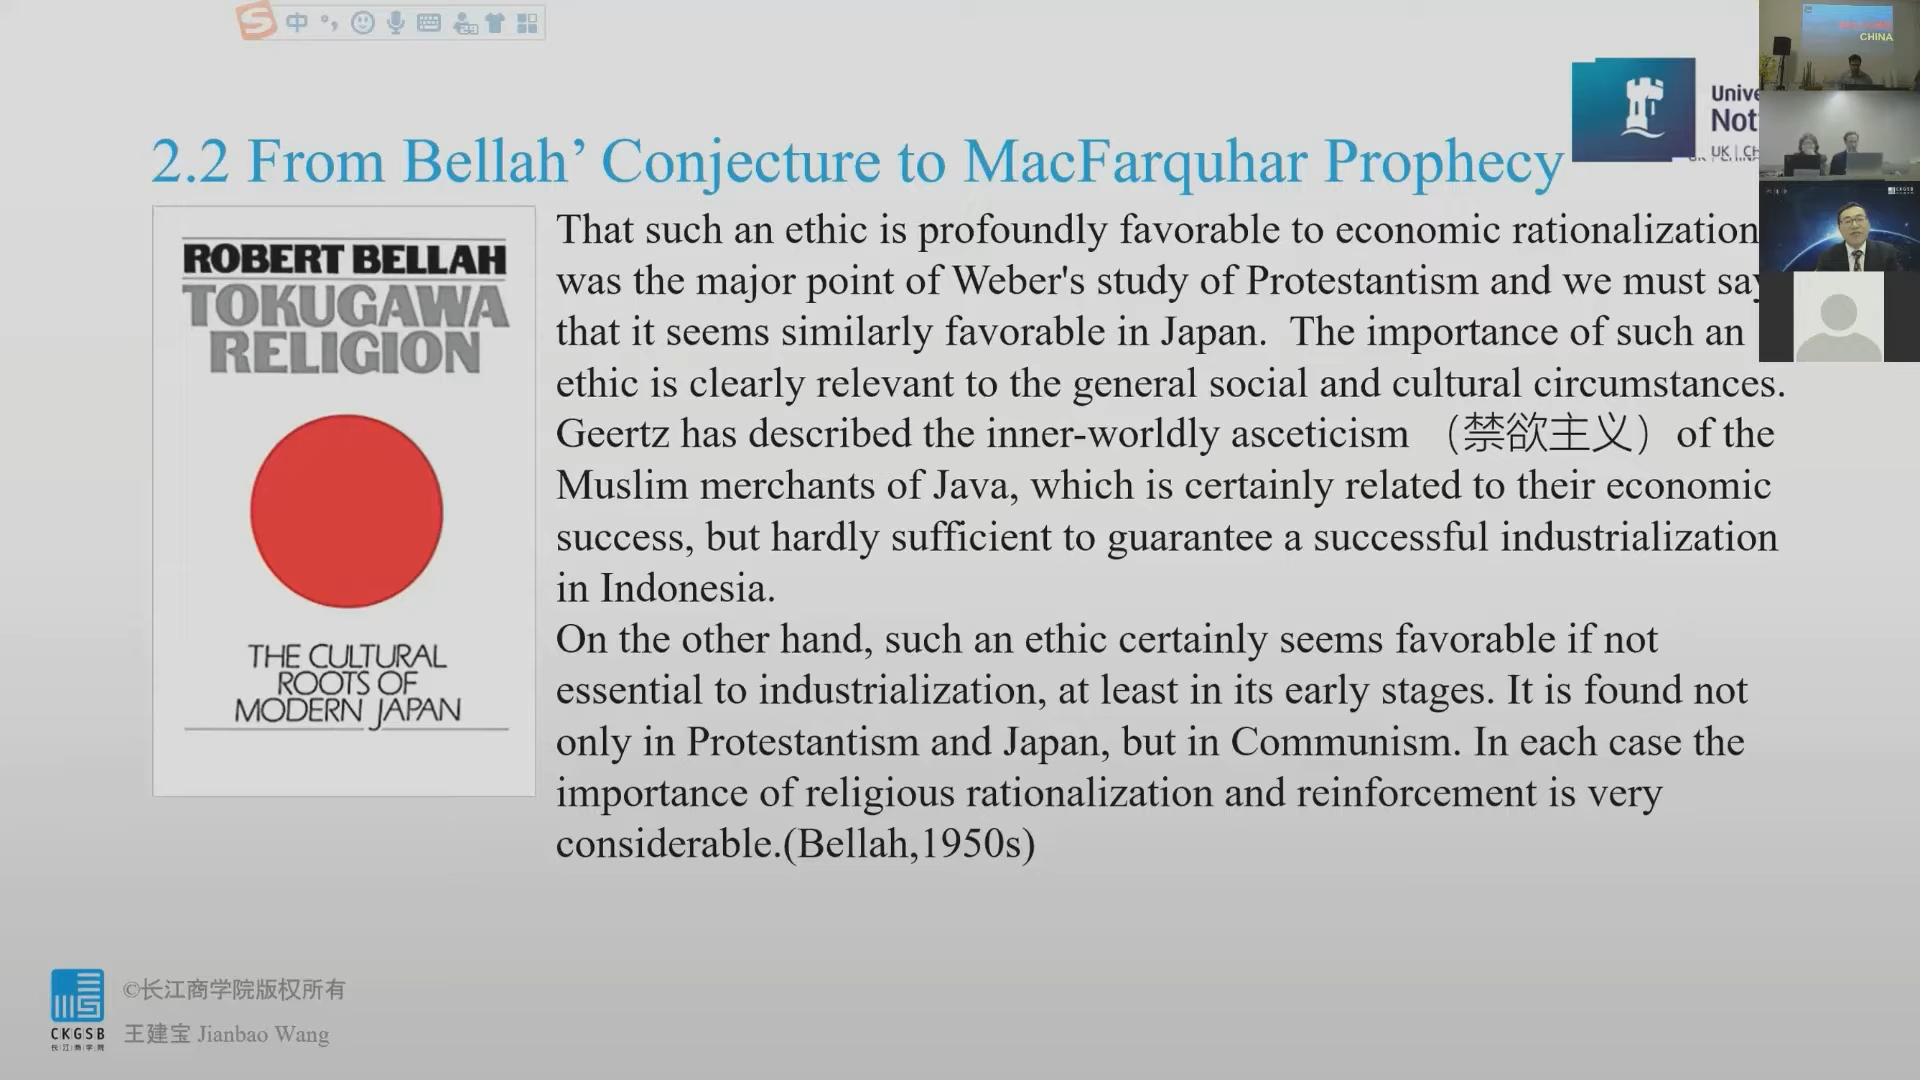 中
CHINA
Unive
Not
UK | CH
2.2 From Bellah’ Conjecture to MacFarquhar Prophecy
ROBERT BELLAH
TOKUGAWA
RELIGION
THE CULTURAL
ROOTS OF
MODERN JAPAN
That such an ethic is profoundly favorable to economic rationalization
was the major point of Weber's study of Protestantism and we must say
that it seems similarly favorable in Japan. The importance of such an
ethic is clearly relevant to the general social and cultural circumstances.
Geertz has described the inner-worldly asceticism （禁欲主义）of the
Muslim merchants of Java, which is certainly related to their economic
success, but hardly sufficient to guarantee a successful industrialization
in Indonesia.
On the other hand, such an ethic certainly seems favorable if not
essential to industrialization, at least in its early stages. It is found not
only in Protestantism and Japan, but in Communism. In each case the
importance of religious rationalization and reinforcement is very
considerable.(Bellah,1950s)
CKGSB
长江商学院
©长江商学院版权所有
王建宝 Jianbao Wang